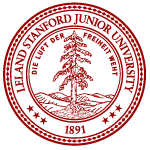 LELAND STANFORD JUNIOR UNIVERSITY
DIE LUFT DER FREIHEIT WEHT
1891